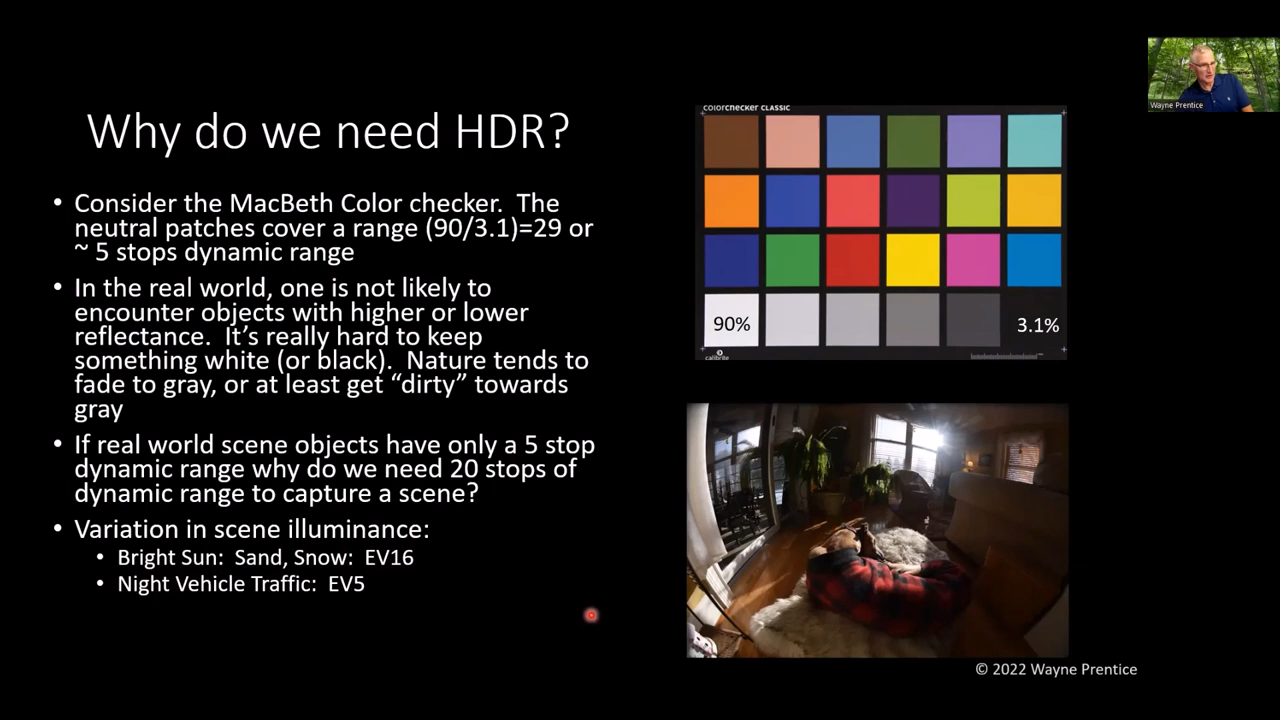 Why do we need HDR?
• Consider the MacBeth Color checker. The
neutral patches cover a range (90/3.1)=29 or
~ 5 stops dynamic range
• In the real world, one is not likely to
encounter objects with higher or lower
reflectance. It's really hard to keep
something white (or black). Nature tends to
fade to gray, or at least get “dirty” towards
gray
• If real world scene objects have only a 5 stop
dynamic range why do we need 20 stops of
dynamic range to capture a scene?
• Variation in scene illuminance:
• Bright Sun: Sand, Snow: EV16
• Night Vehicle Traffic: EV5
colorchecker CLASSIC
90%
3.1%
calibrite
© 2022 Wayne Prentice
Wayne Prentice